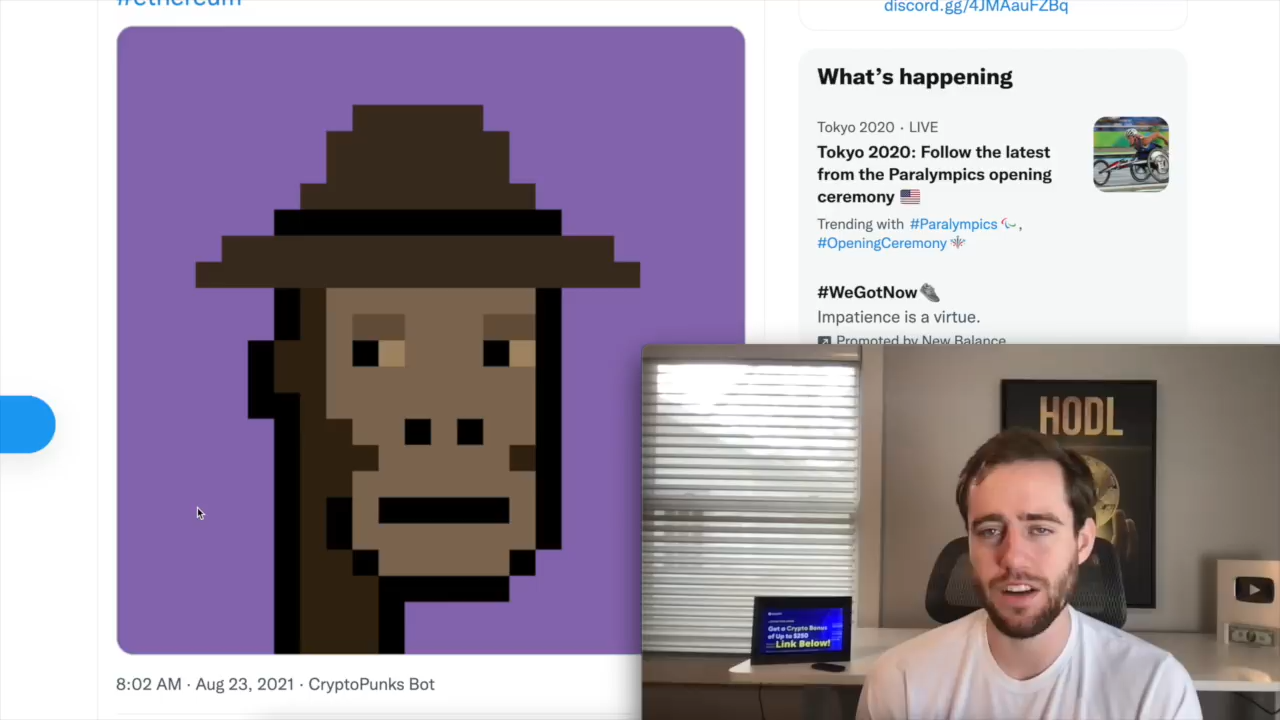 #ethereum
8:02 AM · Aug 23, 2021 · CryptoPunks Bot
discord.gg/4JMAauFZBq
What's happening
Tokyo 2020 · LIVE
Tokyo 2020: Follow the latest
from the Paralympics opening
ceremony
Trending with #Paralympics ,
#OpeningCeremony
#WeGotNow
Impatience is a virtue.
Promoted by New Balance
HODL
Get a Crypto Bonus
of Up to $250
Link Below!